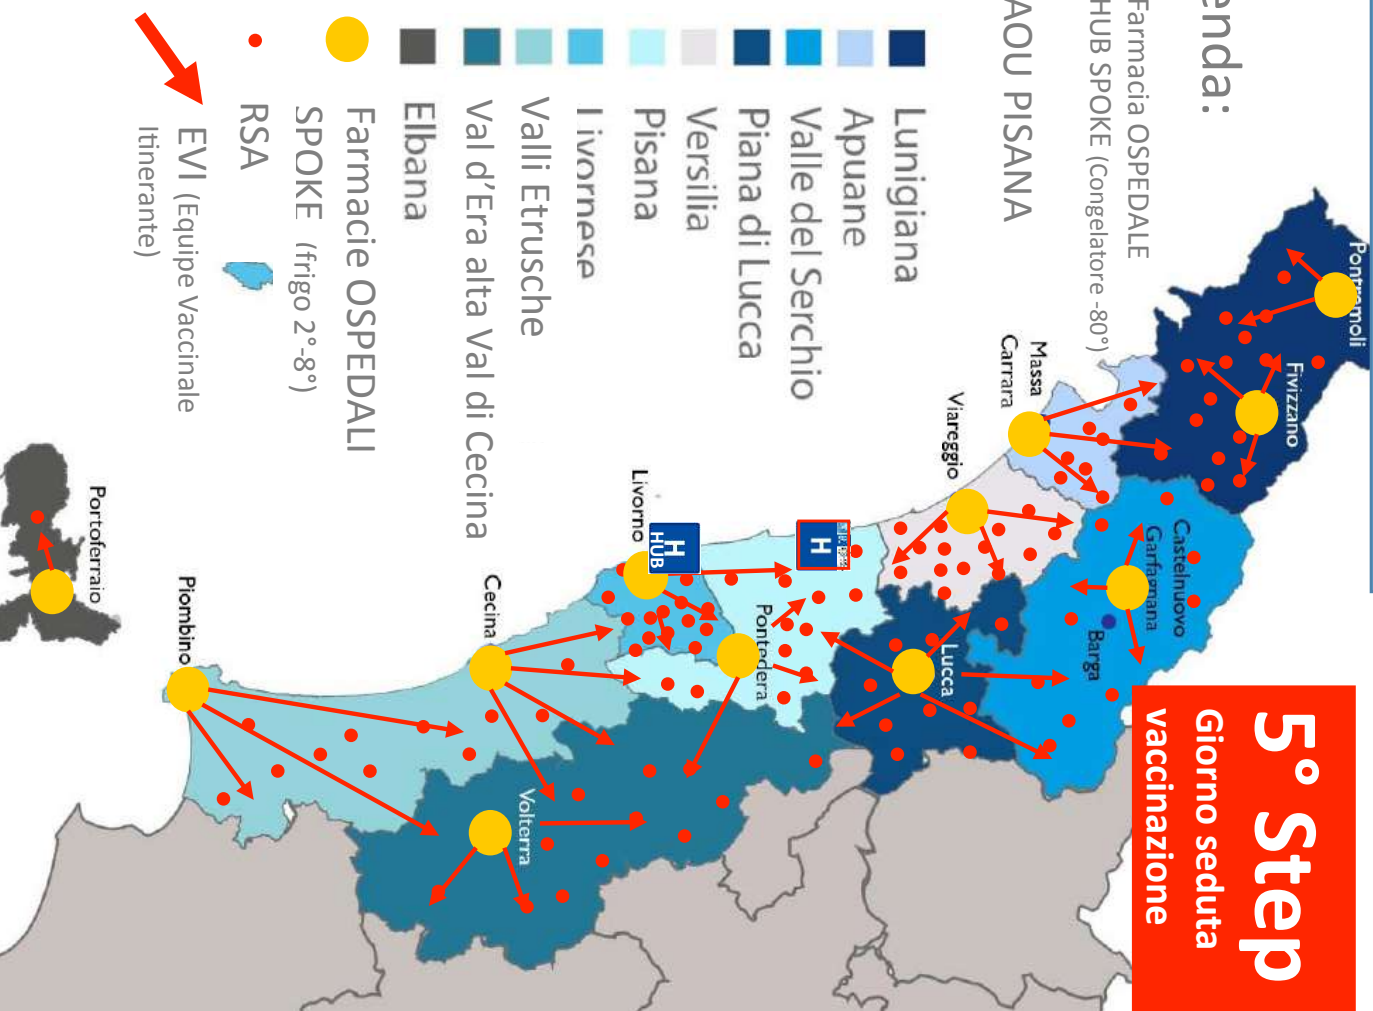 enda:
Farmacia OSPEDALE
HUB SPOKE (Congelatore -80°)
AOU PISANA
Lunigiana
Apuane
Valle del Serchio
Piana di Lucca
Versilia
Pisana
Livornese
Valli Etrusche
Val d'Era alta Val di Cecina
Elbana
Farmacie OSPEDALI
SPOKE (frigo 2°-8°)
RSA
EVI (Equipe Vaccinale
Itinerante)
5° Step
Giorno seduta
vaccinazione
Pontremoli
Fivizzano
Massa
Carrara
Viareggio
Castelnuovo
Garfagnana
Barga
Lucca
H
Livorno
H
HUB
Pontedera
Cecina
Volterra
Piombino
Portoferraio